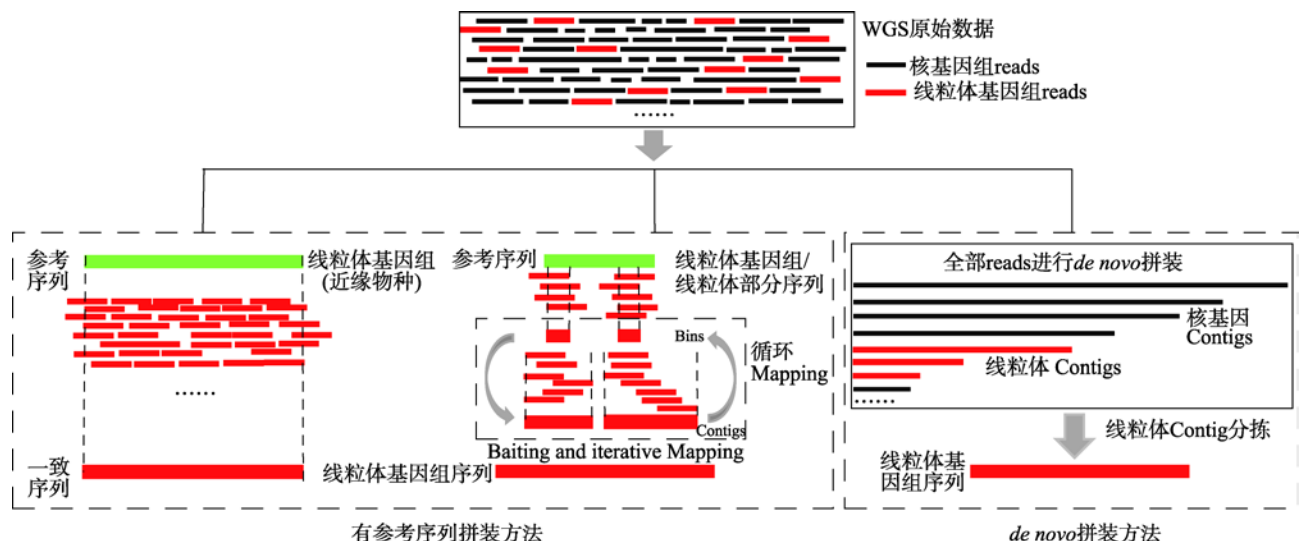 WGS原始数据
核基因组reads
线粒体基因组reads
......
参考
序列
线粒体基因组
(近缘物种)
......
一致
序列
参考序列
线粒体基因组/
线粒体部分序列
Bins
循环
Mapping
Contigs
Baiting and iterative Mapping
线粒体基因组序列
有参考序列拼装方法
全部reads进行de novo拼装
核基因
Contigs
线粒体 Contigs
......
线粒体Contig分拣
线粒体基
因组序列
de novo拼装方法